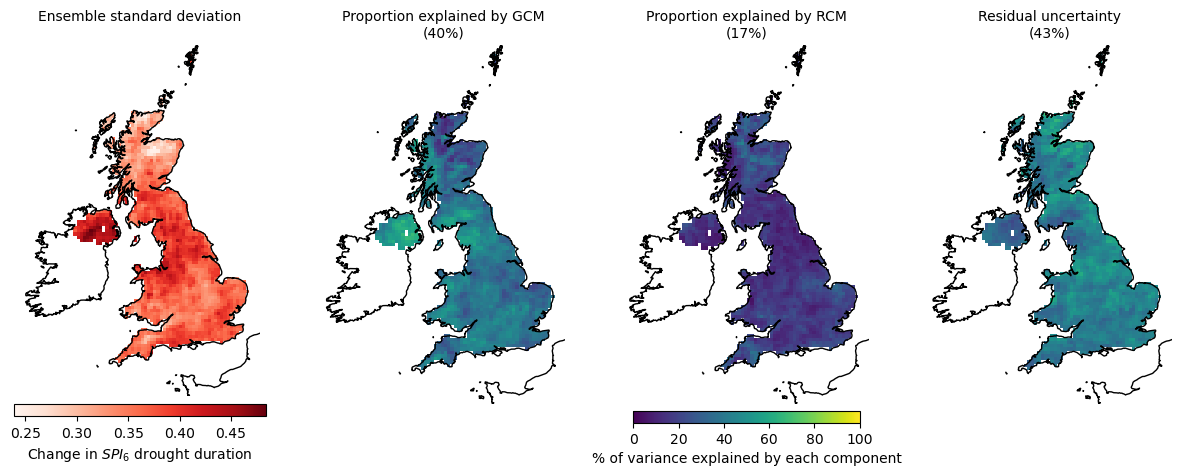 Ensemble standard deviation
Proportion explained by GCM
(40%)
Proportion explained by RCM
(17%)
Residual uncertainty
(43%)
0.25 0.30 0.35 0.40 0.45
Change in SPI₆ drought duration
0 20 40 60 80 100
% of variance explained by each component